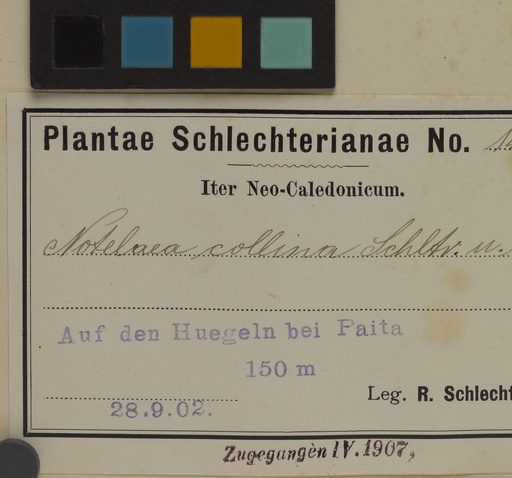 Plantae Schlechterianae No.
Iter Neo-Caledonicum.
Notelaea collina Schltr. n.
Auf den Huegeln bei Paita
150 m
Leg. R. Schlecht
28.9.02.
Zugegangen IV. 1907,